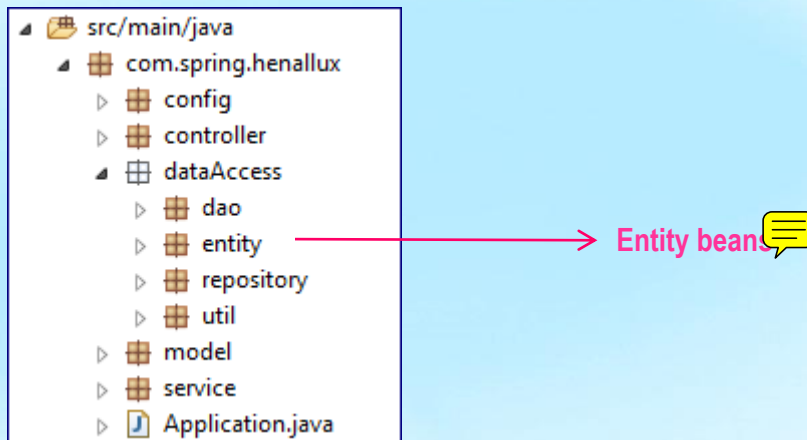 src/main/java
com.spring.henallux
config
controller
dataAccess
dao
entity
Entity beans
repository
util
model
service
Application.java